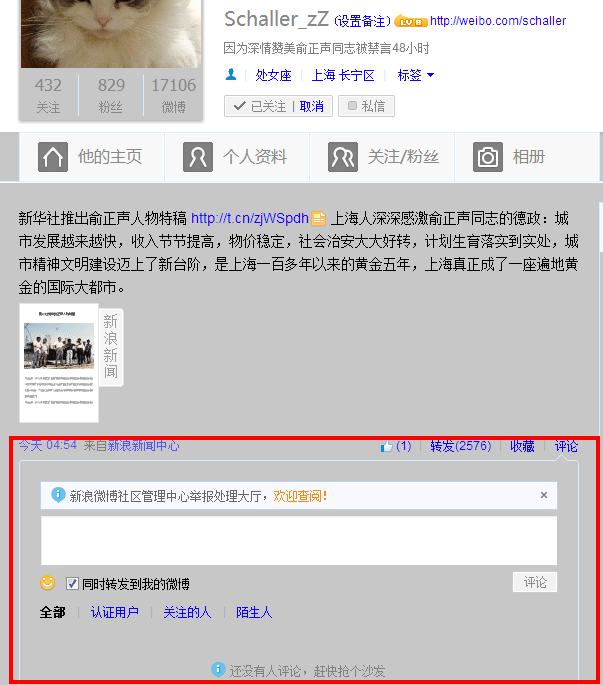 Schaller_zZ (设置备注) LV 8 http://weibo.com/schaller
因为深情赞美俞正声同志被禁言48小时
432 829 17106
关注 粉丝 微博
处女座 上海 长宁区 标签
已关注 | 取消 私信
他的主页 个人资料 关注/粉丝 相册
新华社推出俞正声人物特稿 http://t.cn/zjWSpdh 上海人深深感激俞正声同志的德政：城
市发展越来越快，收入节节提高，物价稳定，社会治安大大好转，计划生育落实到实处，城
市精神文明建设迈上了新台阶，是上海一百多年以来的黄金五年，上海真正成了一座遍地黄
金的国际大都市。
新浪新闻
今天 04:54 来自新浪新闻中心 (1) 转发(2576) 收藏 评论
新浪微博社区管理中心举报处理大厅，欢迎查阅！ ×
同时转发到我的微博 评论
全部 认证用户 关注的人 陌生人
还没有人评论，赶快抢个沙发